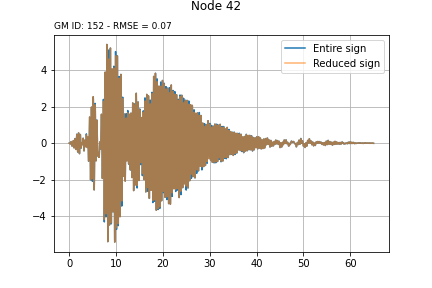 Node 42
GM ID: 152 - RMSE = 0.07
Entire sign
Reduced sign
4
2
0
−2
−4
0 10 20 30 40 50 60